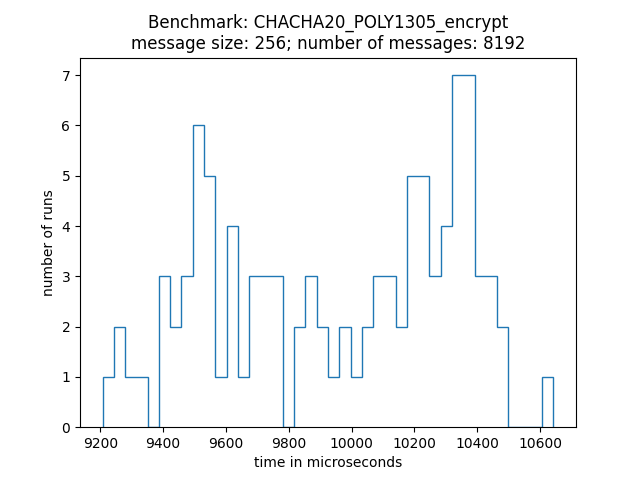 Benchmark: CHACHA20_POLY1305_encrypt
message size: 256; number of messages: 8192
7
6
5
4
3
2
1
0
number of runs
9200 9400 9600 9800 10000 10200 10400 10600
time in microseconds